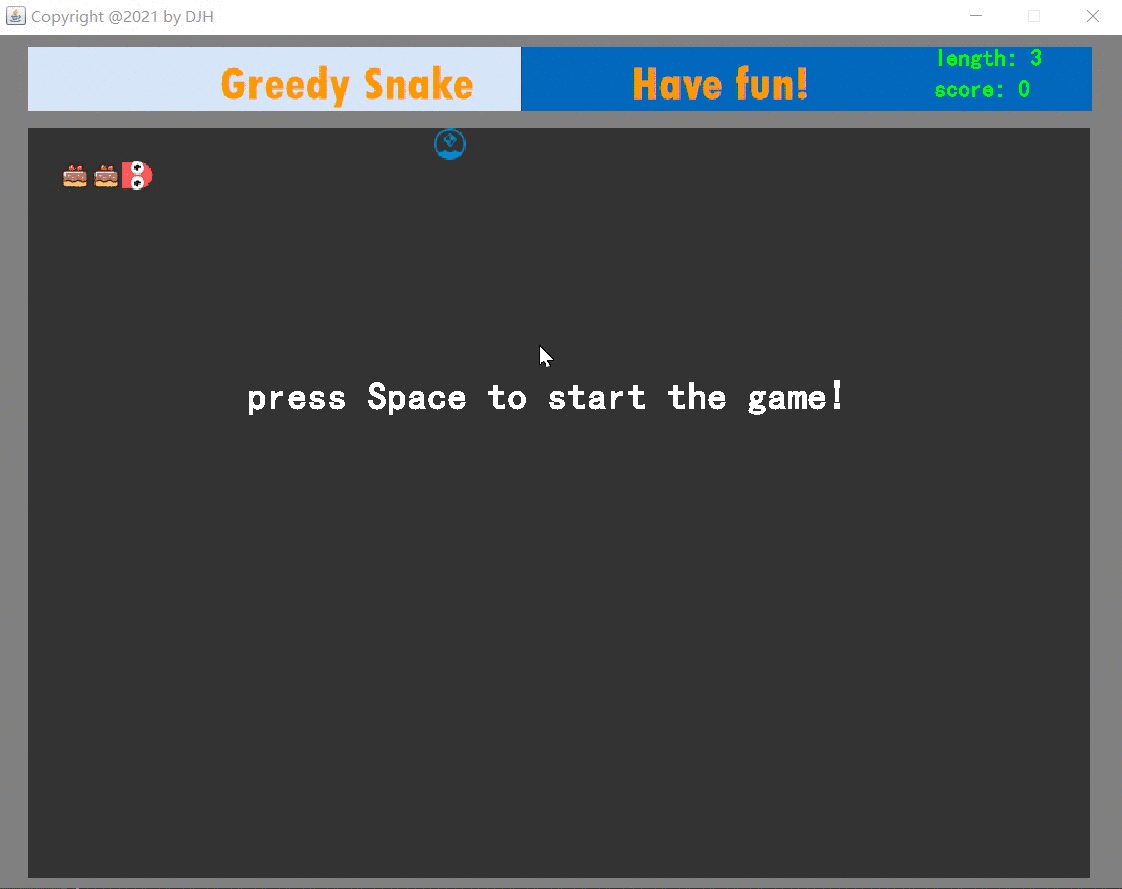 Copyright @2021 by DJH
Greedy Snake
Have fun!
length: 3
score: 0
press Space to start the game!